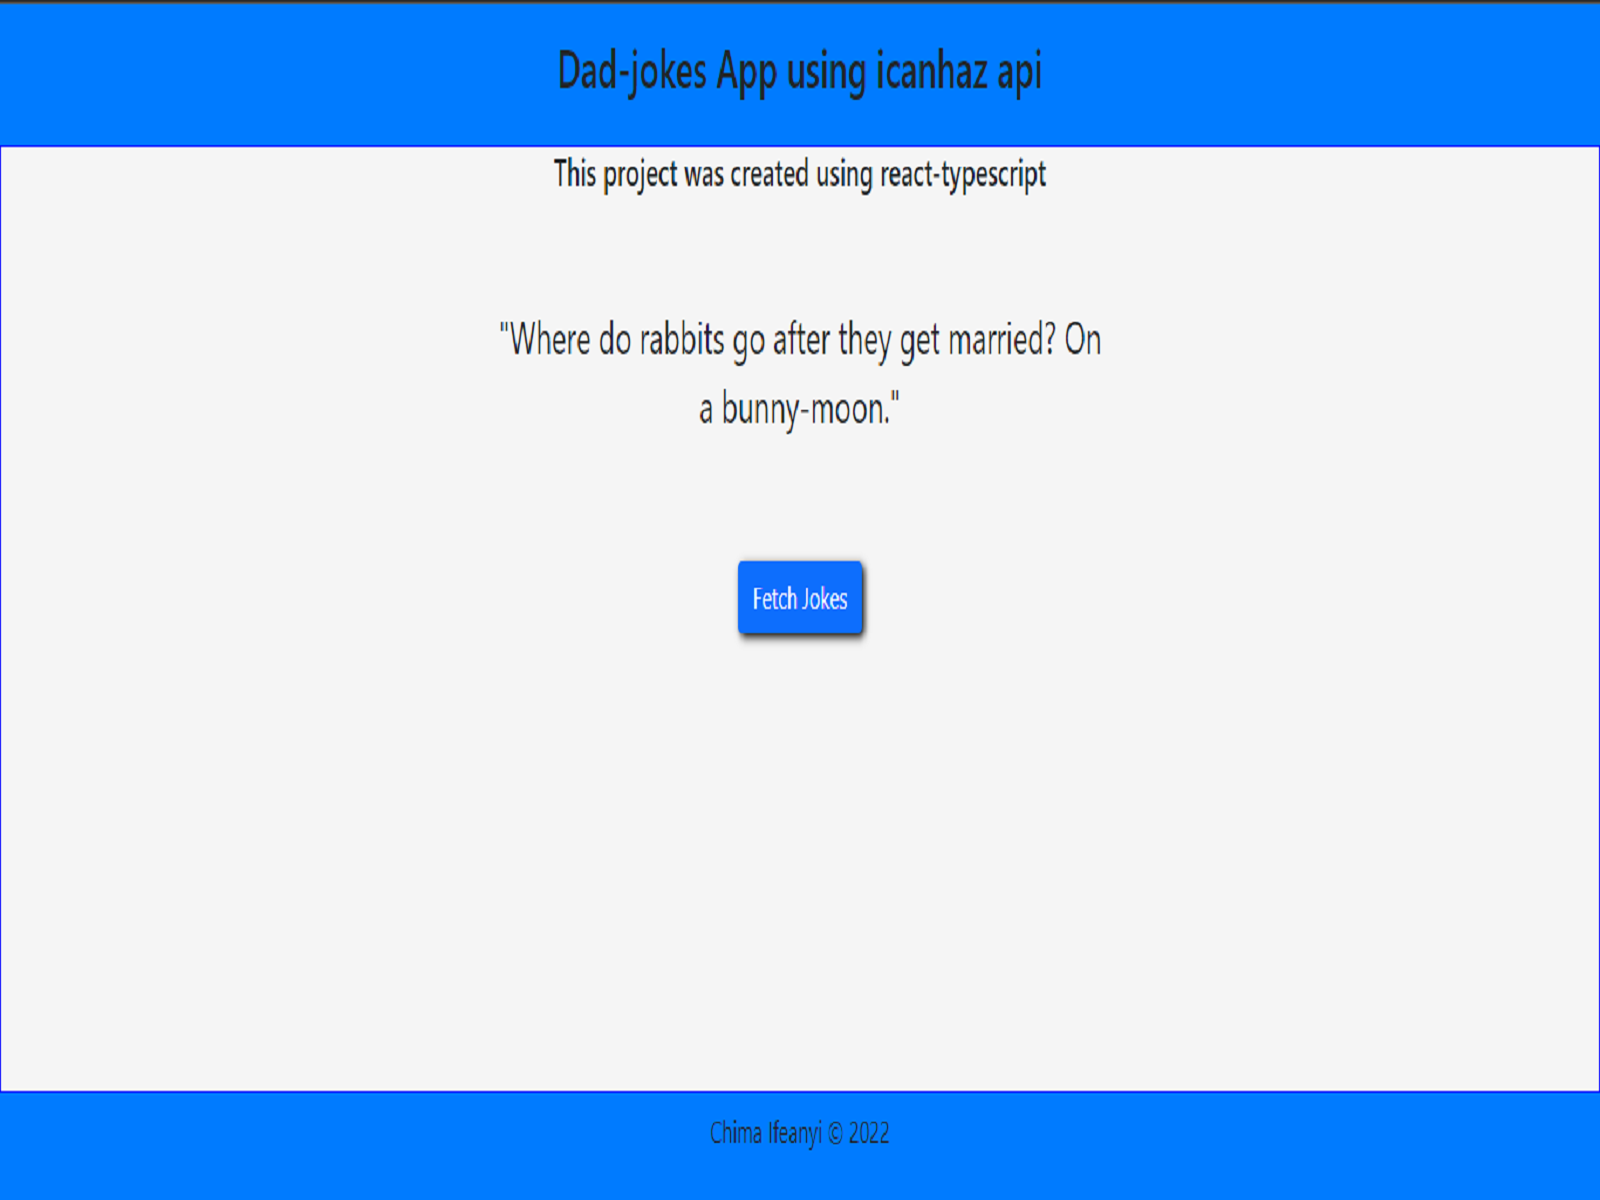 Dad-jokes App using icanhaz api
This project was created using react-typescript
"Where do rabbits go after they get married? On
a bunny-moon."
Fetch Jokes
Chima Ifeanyi © 2022